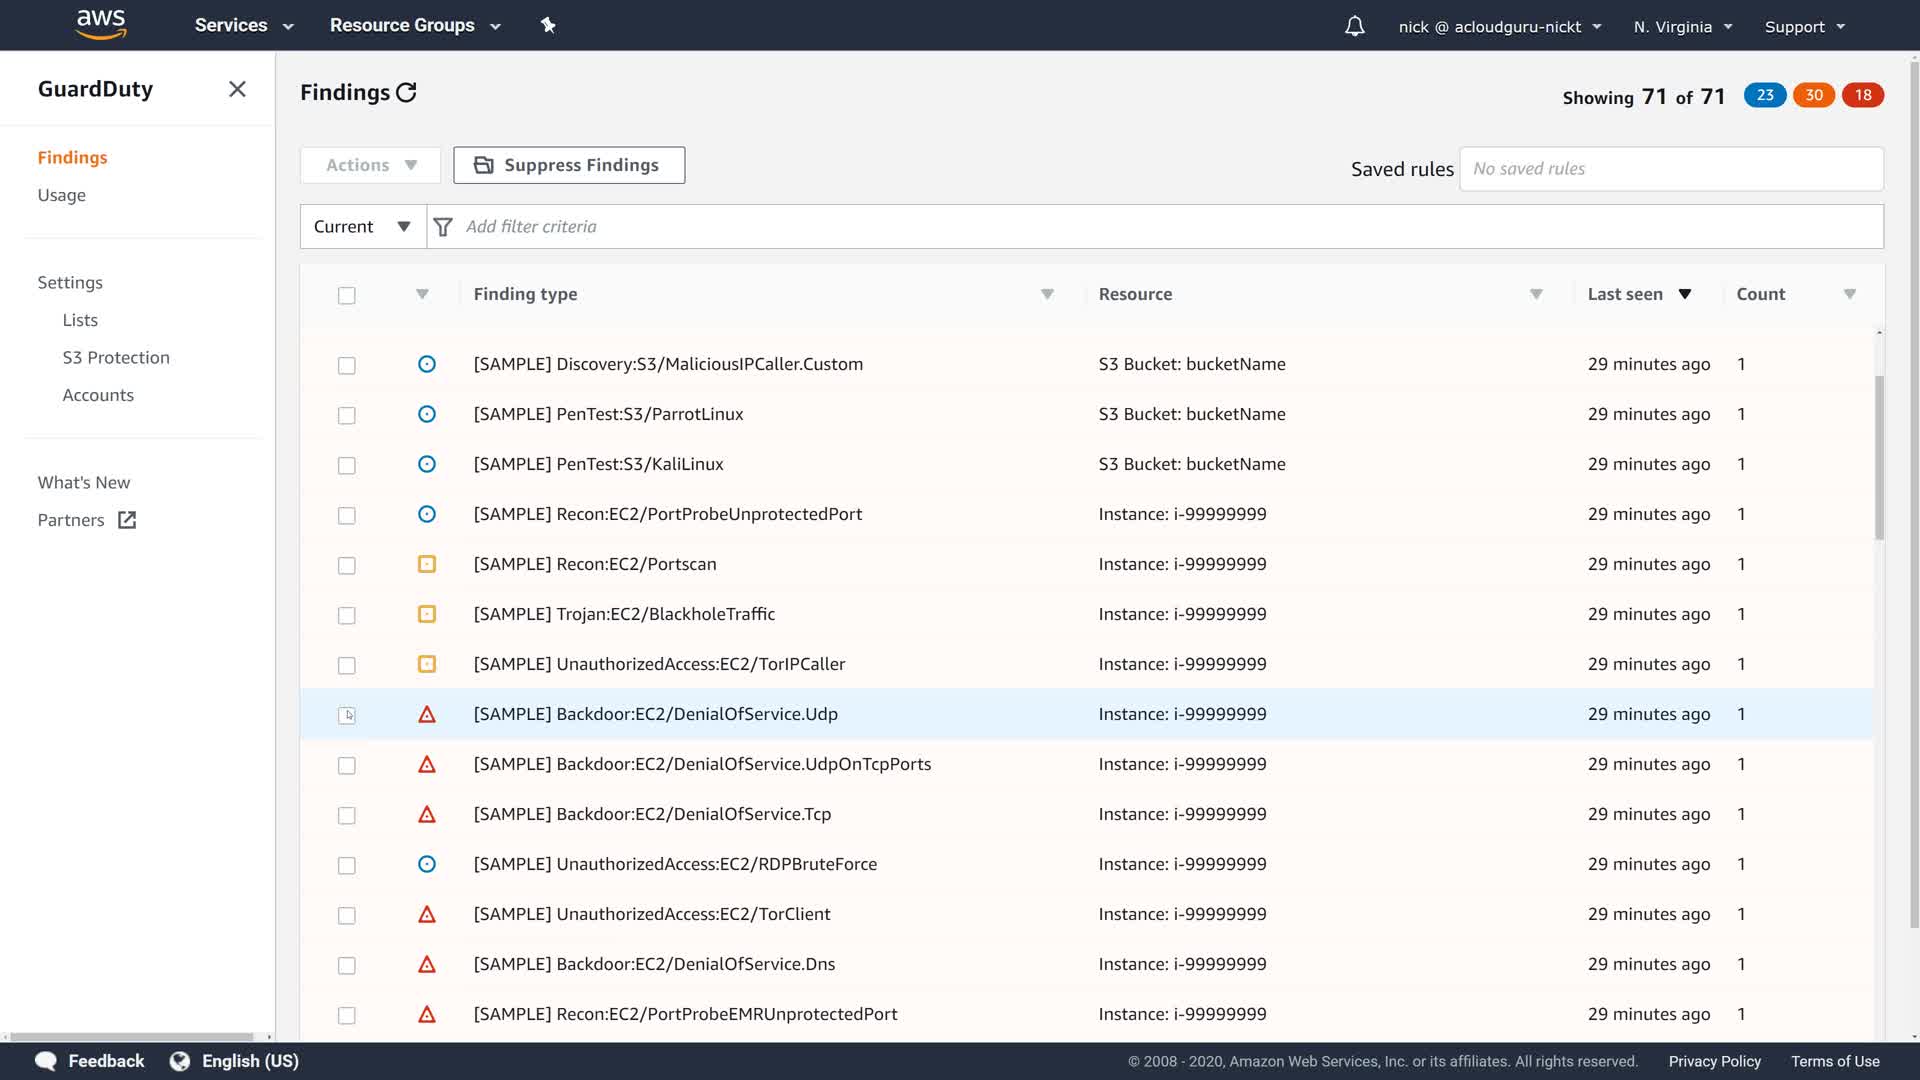 aws Services Resource Groups nick @ acloudguru-nickt N. Virginia Support
GuardDuty
Findings
Usage
Settings
Lists
S3 Protection
Accounts
What's New
Partners
Findings
Showing 71 of 71 23 30 18
Actions Suppress Findings Saved rules No saved rules
Current Add filter criteria
Finding type Resource Last seen Count
[SAMPLE] Discovery:S3/MaliciousIPCaller.Custom S3 Bucket: bucketName 29 minutes ago 1
[SAMPLE] PenTest:S3/ParrotLinux S3 Bucket: bucketName 29 minutes ago 1
[SAMPLE] PenTest:S3/KaliLinux S3 Bucket: bucketName 29 minutes ago 1
[SAMPLE] Recon:EC2/PortProbeUnprotectedPort Instance: i-99999999 29 minutes ago 1
[SAMPLE] Recon:EC2/Portscan Instance: i-99999999 29 minutes ago 1
[SAMPLE] Trojan:EC2/BlackholeTraffic Instance: i-99999999 29 minutes ago 1
[SAMPLE] UnauthorizedAccess:EC2/TorIPCaller Instance: i-99999999 29 minutes ago 1
[SAMPLE] Backdoor:EC2/DenialOfService.Udp Instance: i-99999999 29 minutes ago 1
[SAMPLE] Backdoor:EC2/DenialOfService.UdpOnTcpPorts Instance: i-99999999 29 minutes ago 1
[SAMPLE] Backdoor:EC2/DenialOfService.Tcp Instance: i-99999999 29 minutes ago 1
[SAMPLE] UnauthorizedAccess:EC2/RDPBruteForce Instance: i-99999999 29 minutes ago 1
[SAMPLE] UnauthorizedAccess:EC2/TorClient Instance: i-99999999 29 minutes ago 1
[SAMPLE] Backdoor:EC2/DenialOfService.Dns Instance: i-99999999 29 minutes ago 1
[SAMPLE] Recon:EC2/PortProbeEMRUnprotectedPort Instance: i-99999999 29 minutes ago 1
Feedback English (US) © 2008 - 2020, Amazon Web Services, Inc. or its affiliates. All rights reserved. Privacy Policy Terms of Use